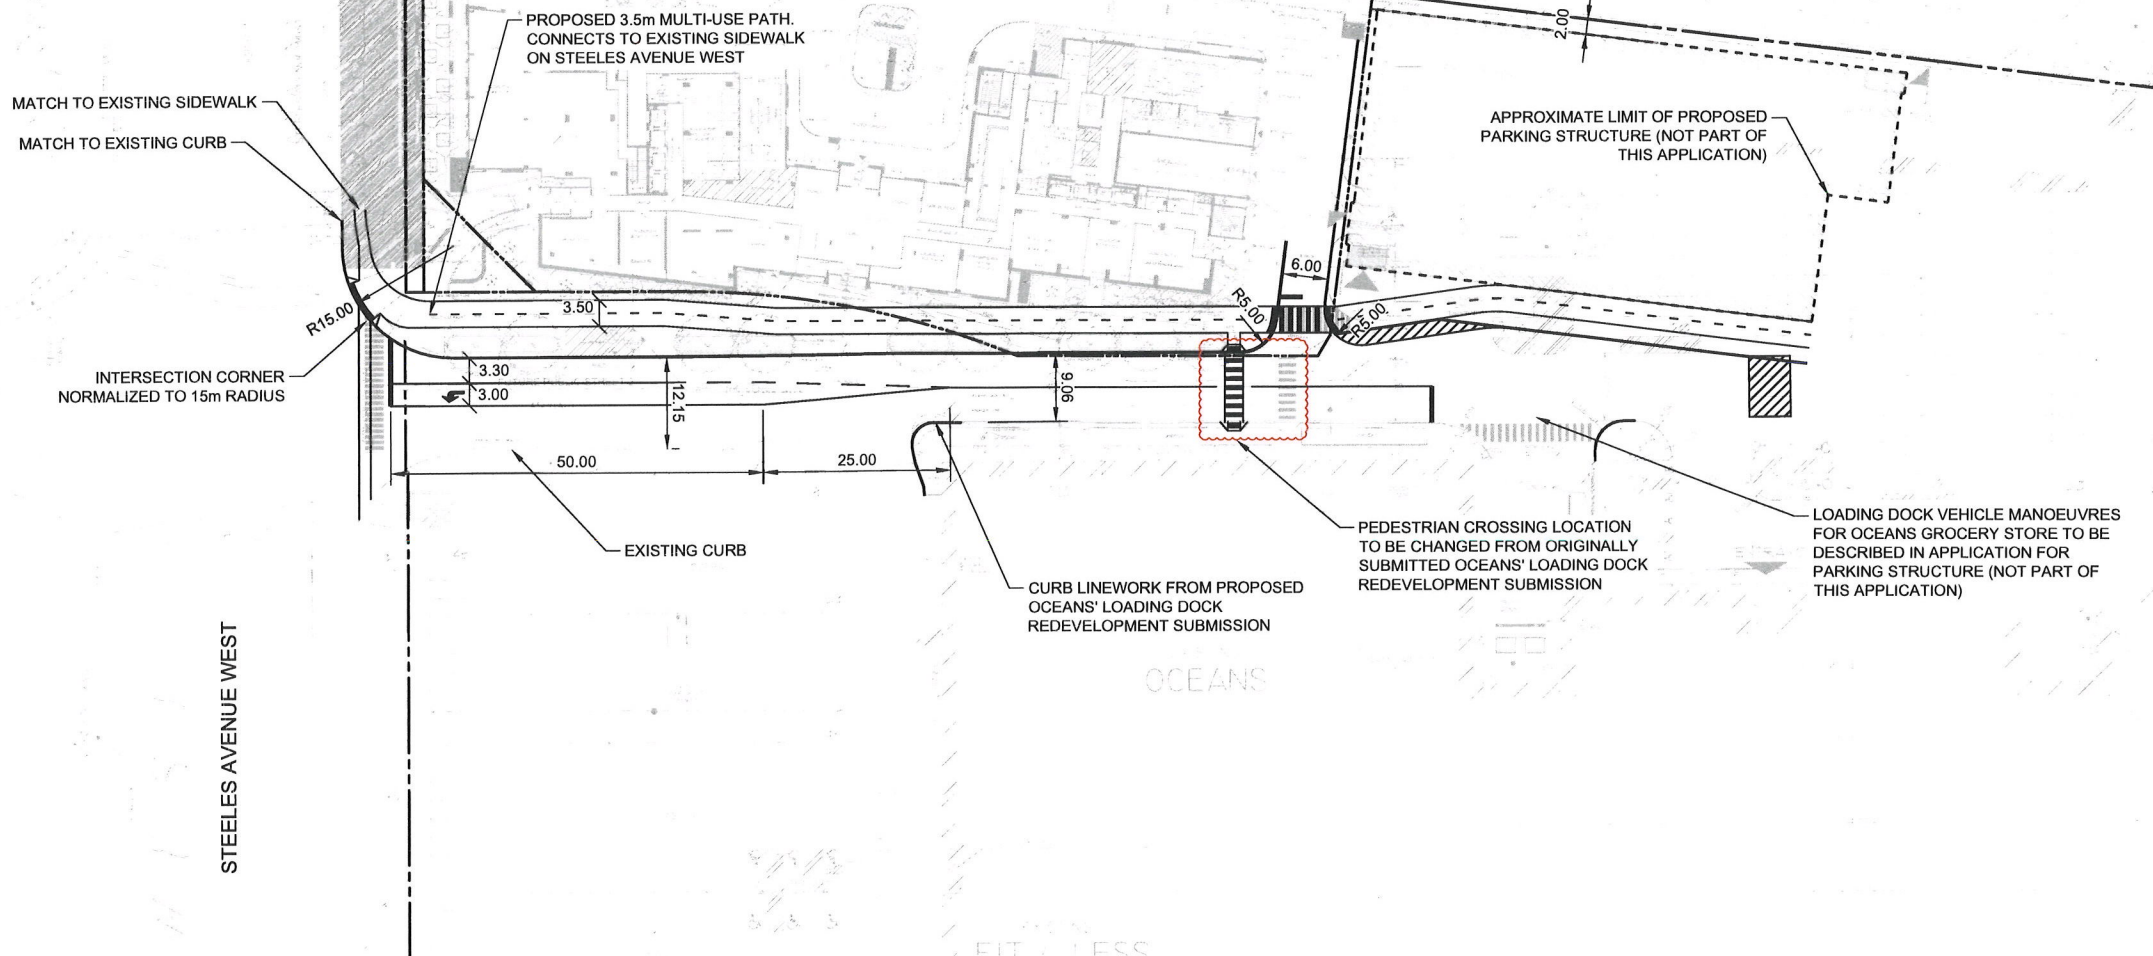 PROPOSED 3.5m MULTI-USE PATH.
CONNECTS TO EXISTING SIDEWALK
ON STEELES AVENUE WEST
2.00
MATCH TO EXISTING SIDEWALK
MATCH TO EXISTING CURB
APPROXIMATE LIMIT OF PROPOSED
PARKING STRUCTURE (NOT PART OF
THIS APPLICATION)
6.00
R15.00
3.50
R5.00
R5.00
INTERSECTION CORNER
NORMALIZED TO 15m RADIUS
3.30
3.00
12.15
9.06
50.00
25.00
EXISTING CURB
CURB LINEWORK FROM PROPOSED
OCEANS' LOADING DOCK
REDEVELOPMENT SUBMISSION
PEDESTRIAN CROSSING LOCATION
TO BE CHANGED FROM ORIGINALLY
SUBMITTED OCEANS' LOADING DOCK
REDEVELOPMENT SUBMISSION
LOADING DOCK VEHICLE MANOEUVRES
FOR OCEANS GROCERY STORE TO BE
DESCRIBED IN APPLICATION FOR
PARKING STRUCTURE (NOT PART OF
THIS APPLICATION)
STEELES AVENUE WEST
OCEANS